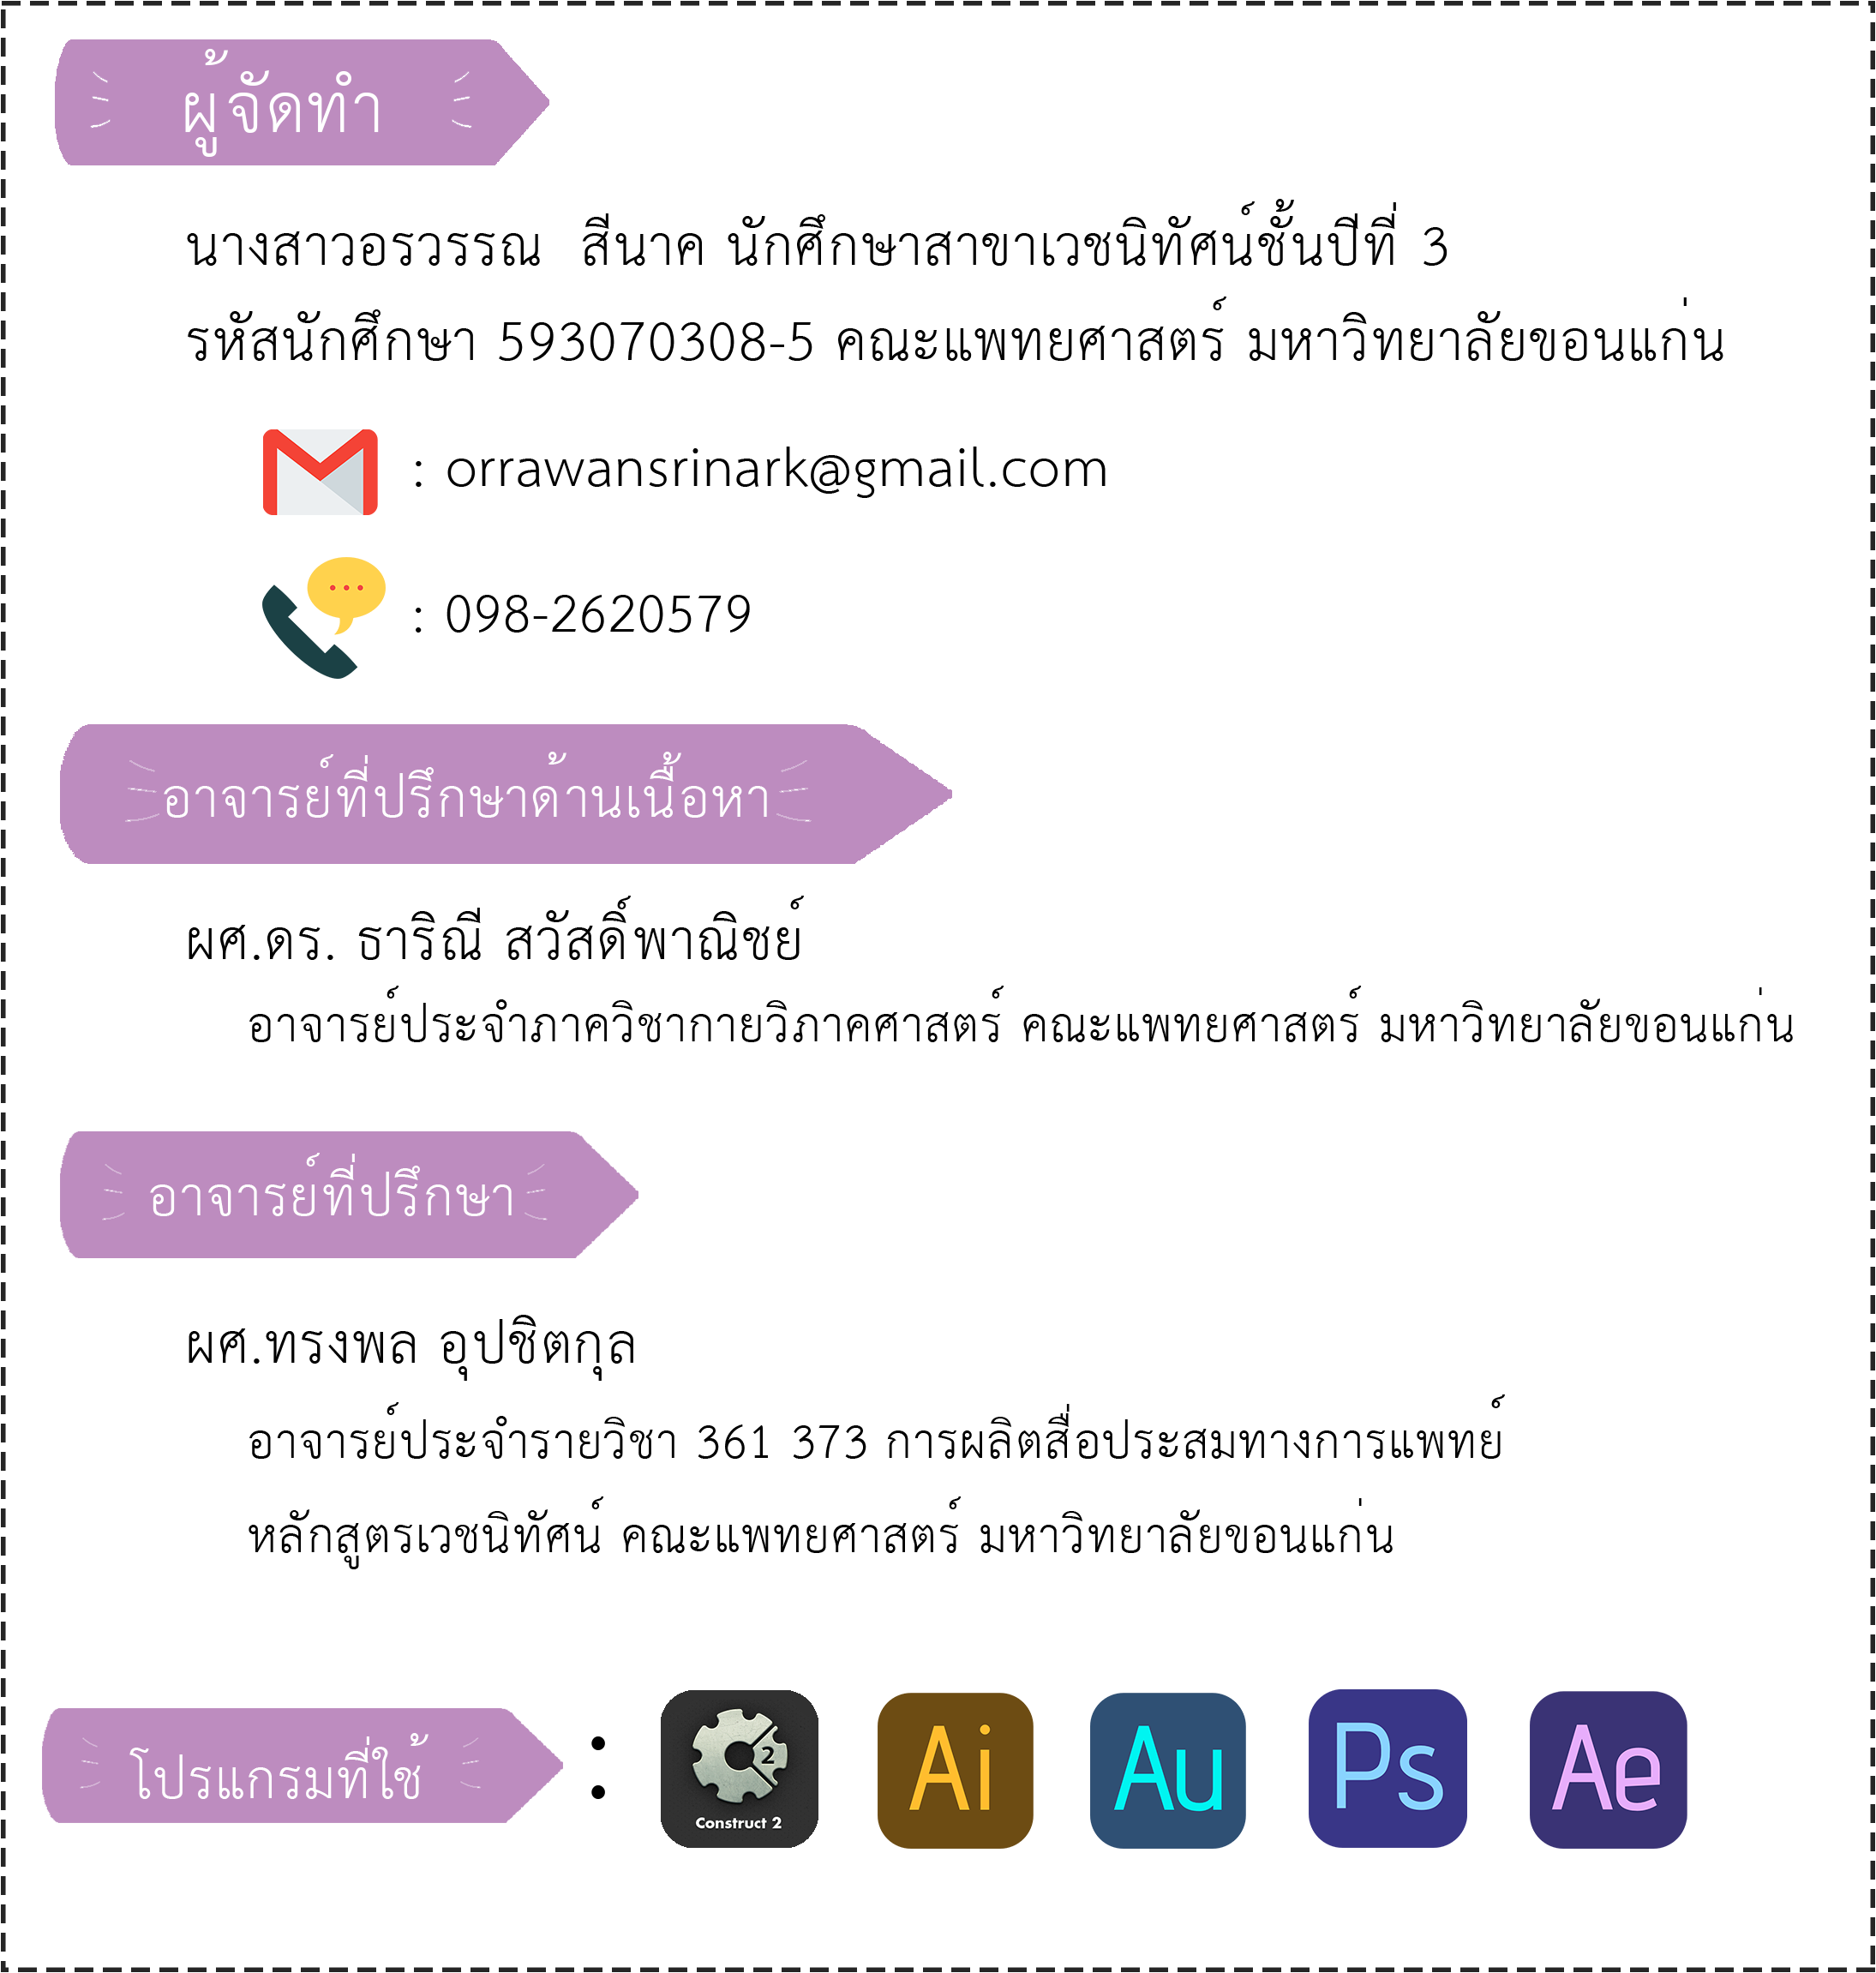 ผู้จัดทำ
นางสาวอรวรรณ สีนาค นักศึกษาสาขาเวชนิทัศน์ชั้นปีที่ 3
รหัสนักศึกษา 593070308-5 คณะแพทยศาสตร์ มหาวิทยาลัยขอนแก่น
: orrawansrinark@gmail.com
: 098-2620579
อาจารย์ที่ปรึกษาด้านเนื้อหา
ผศ.ดร. ธาริณี สวัสดิ์พาณิชย์
อาจารย์ประจำภาควิชากายวิภาคศาสตร์ คณะแพทยศาสตร์ มหาวิทยาลัยขอนแก่น
อาจารย์ที่ปรึกษา
ผศ.ทรงพล อุปชิตกุล
อาจารย์ประจำรายวิชา 361 373 การผลิตสื่อประสมทางการแพทย์
หลักสูตรเวชนิทัศน์ คณะแพทยศาสตร์ มหาวิทยาลัยขอนแก่น
โปรแกรมที่ใช้ : 2 Ai Au Ps Ae
Construct 2